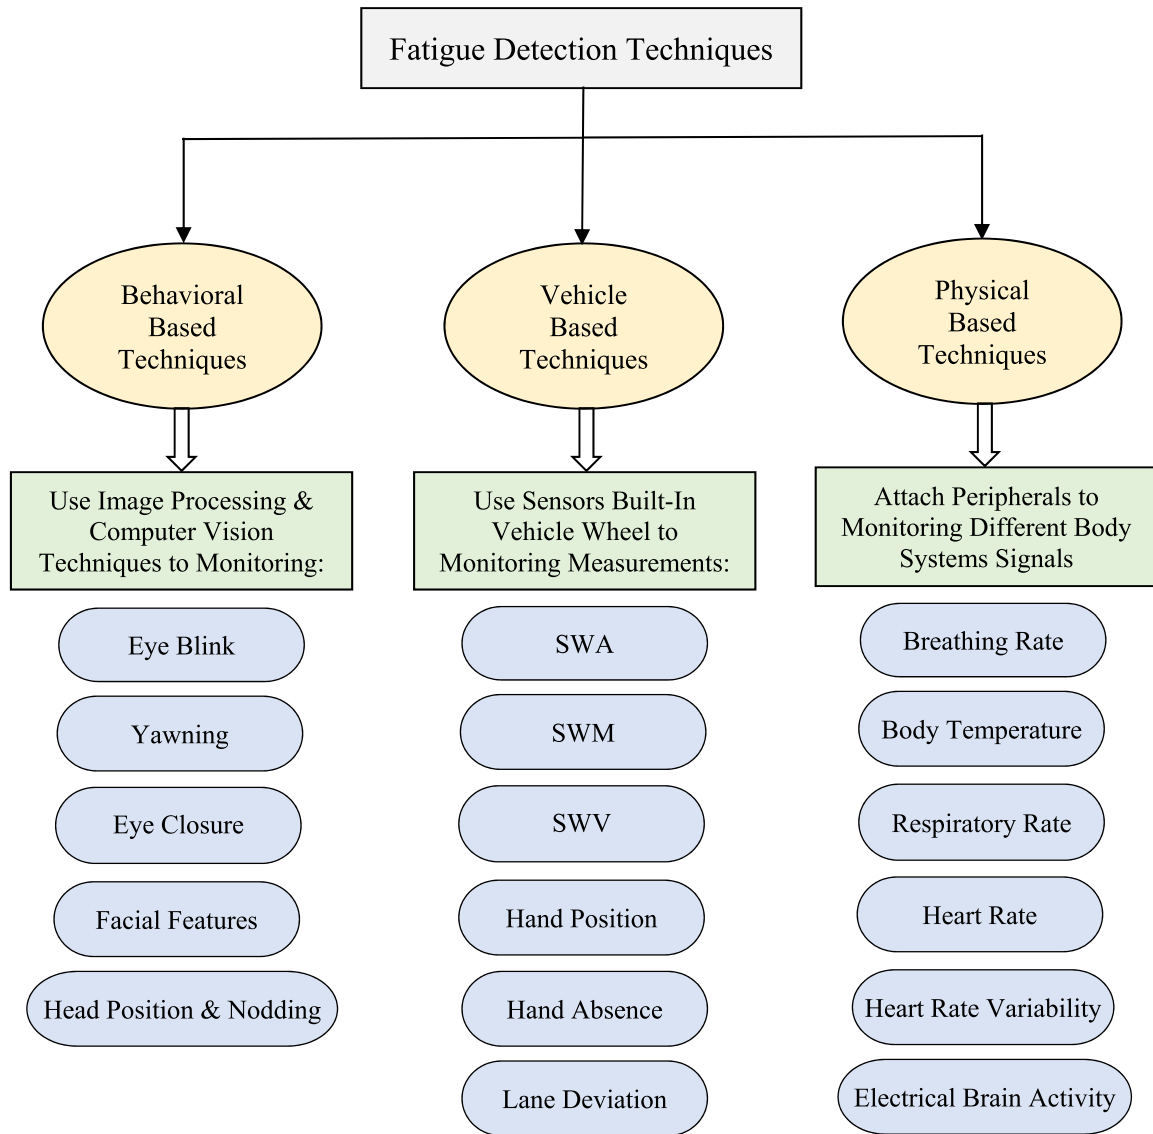 Fatigue Detection Techniques
Behavioral
Based
Techniques
Vehicle
Based
Techniques
Physical
Based
Techniques
Use Image Processing &
Computer Vision
Techniques to Monitoring:
Use Sensors Built-In
Vehicle Wheel to
Monitoring Measurements:
Attach Peripherals to
Monitoring Different Body
Systems Signals
Eye Blink
Yawning
Eye Closure
Facial Features
Head Position & Nodding
SWA
SWM
SWV
Hand Position
Hand Absence
Lane Deviation
Breathing Rate
Body Temperature
Respiratory Rate
Heart Rate
Heart Rate Variability
Electrical Brain Activity